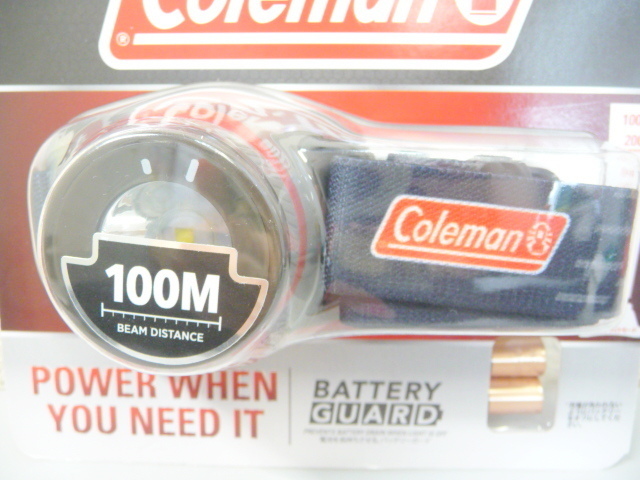 Coleman
Coleman
100M
BEAM DISTANCE
POWER WHEN
YOU NEED IT
BATTERY
GUARD